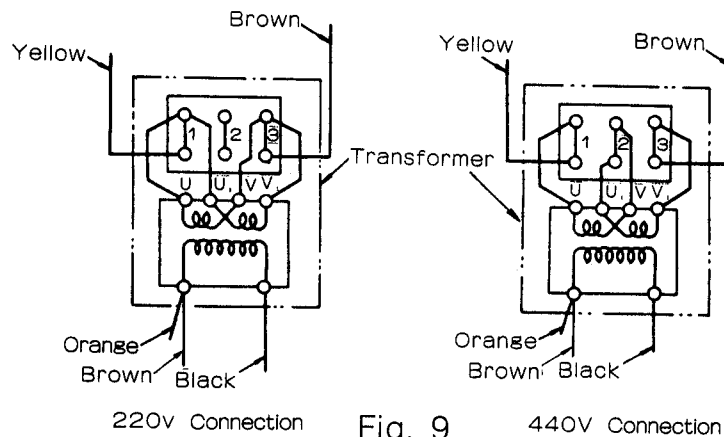 Brown
Yellow
1
2
3
U U₁ V V₁
Orange
Brown
Black
220V Connection
Transformer
Fig. 9
Yellow
Brown
1
2
3
U U₁ V V₁
Orange
Brown
Black
440V Connection